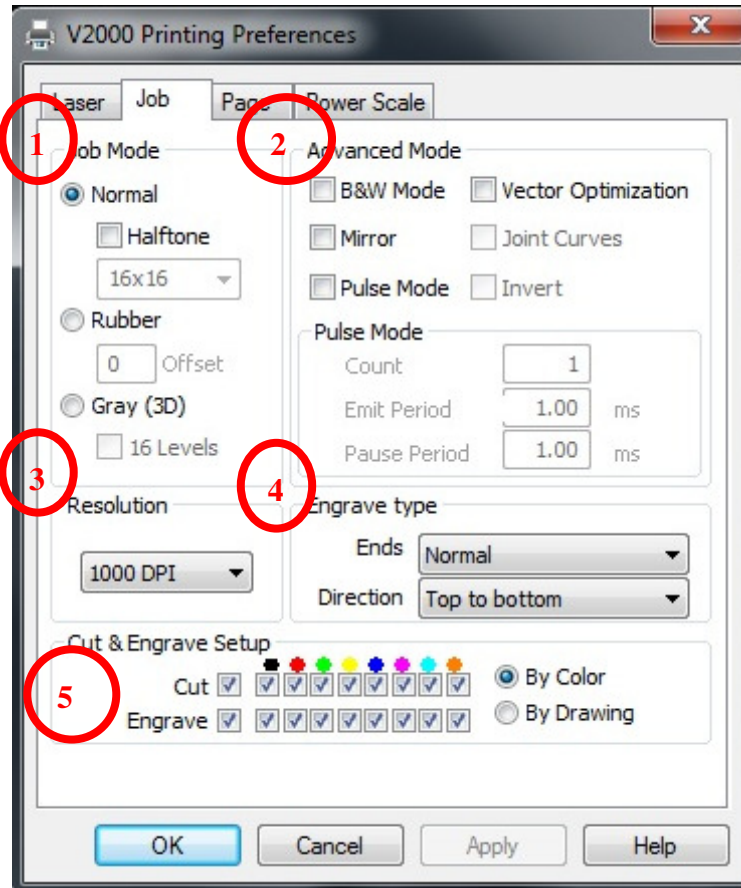 V2000 Printing Preferences
X
Laser Job Page Power Scale
1
Job Mode
Normal
Halftone
16x16
Rubber
0 Offset
Gray (3D)
16 Levels
2
Advanced Mode
B&W Mode Vector Optimization
Mirror Joint Curves
Pulse Mode Invert
Pulse Mode
Count 1
Emit Period 1.00 ms
Pause Period 1.00 ms
3
Resolution
1000 DPI
4
Engrave type
Ends Normal
Direction Top to bottom
Cut & Engrave Setup
5
Cut
Engrave
By Color
By Drawing
OK Cancel Apply Help